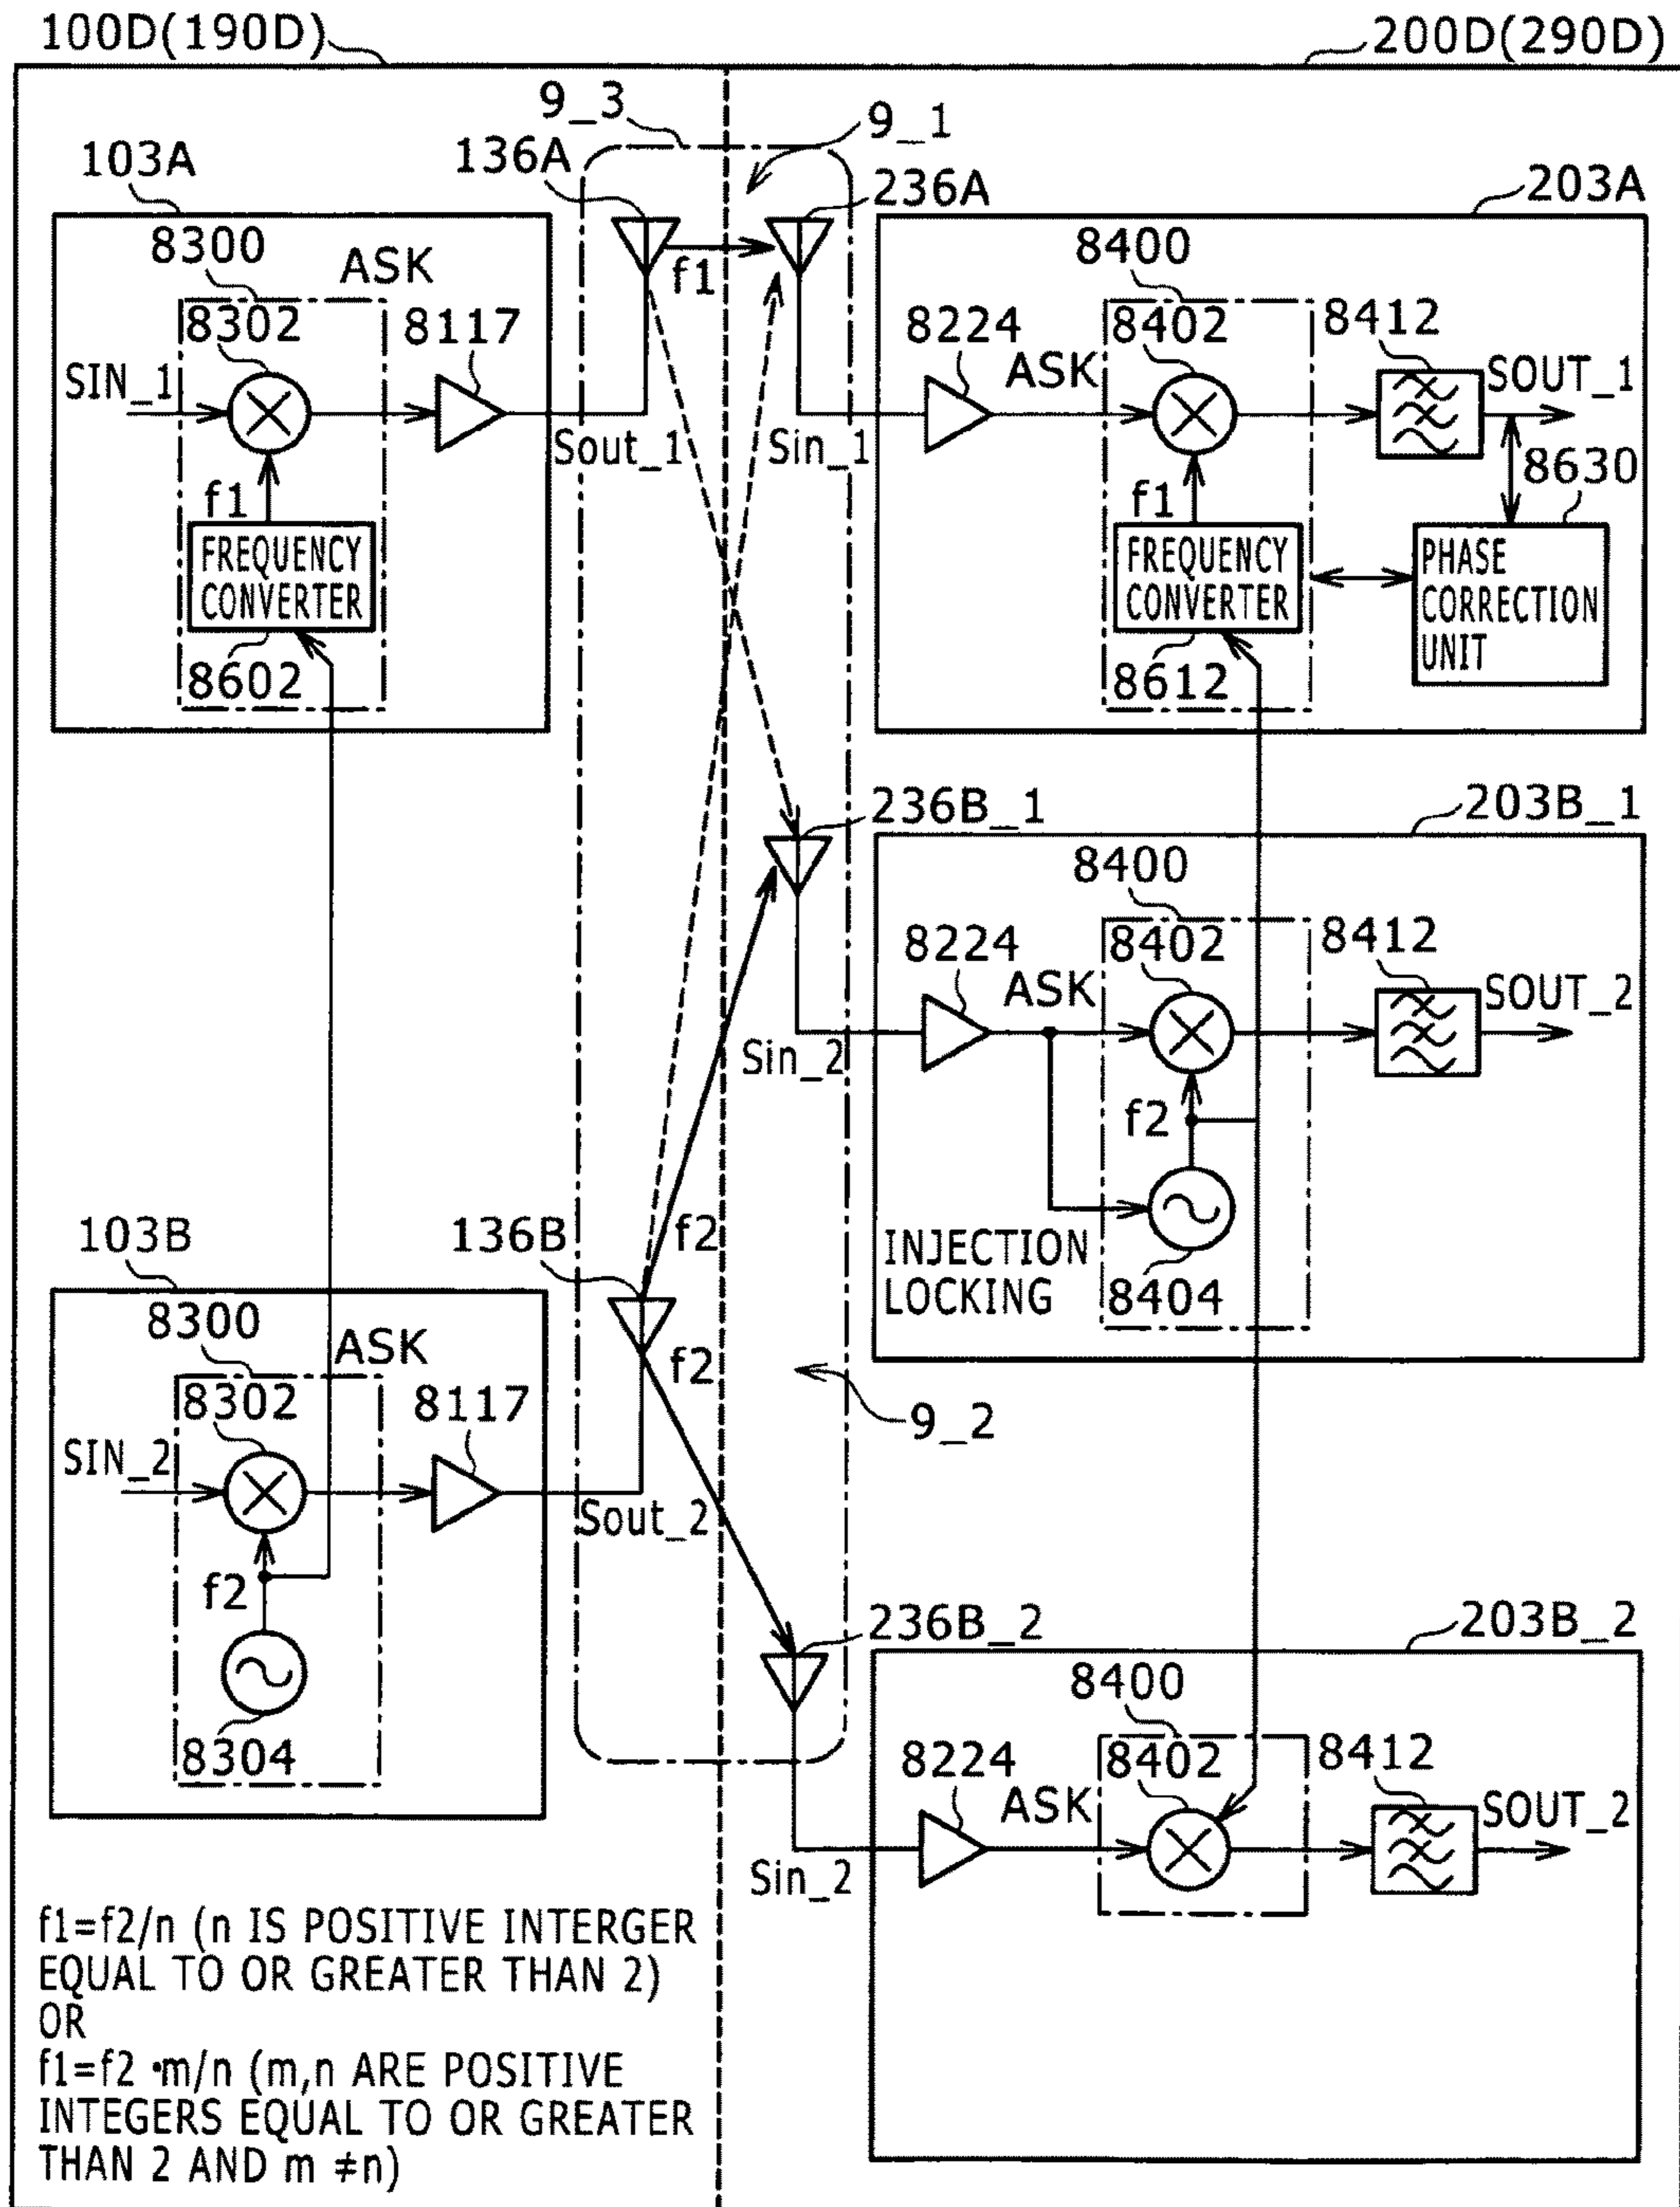 100D(190D)
200D(290D)
9_3
9_1
103A
136A
236A
203A
8300
ASK
8302
8117
SIN_1
Sout_1
f1
FREQUENCY
CONVERTER
8602
f1
Sin_1
8224
ASK
8400
8402
8412
SOUT_1
8630
f1
FREQUENCY
CONVERTER
8612
PHASE
CORRECTION
UNIT
236B_1
203B_1
8400
8224
ASK
8402
8412
SOUT_2
Sin_2
f2
INJECTION
LOCKING
8404
103B
136B
f2
f2
8300
ASK
8302
8117
SIN_2
Sout_2
f2
8304
9_2
236B_2
203B_2
8400
8224
ASK
8402
8412
SOUT_2
Sin_2
f1=f2/n (n IS POSITIVE INTERGER
EQUAL TO OR GREATER THAN 2)
OR
f1=f2 •m/n (m,n ARE POSITIVE
INTEGERS EQUAL TO OR GREATER
THAN 2 AND m ≠n)